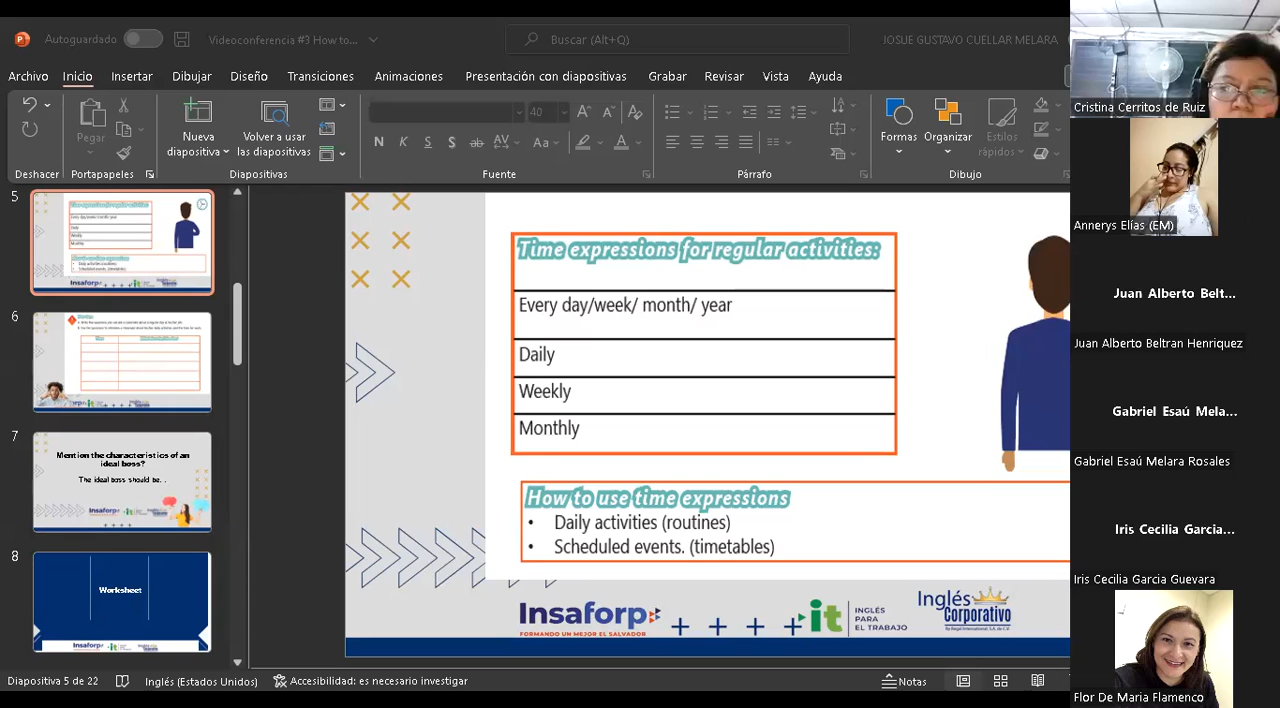 Autoguardado
Videoconferencia #3 How to...
Buscar (Alt+Q)
JOSUE GUSTAVO CUELLAR MELARA
Archivo Inicio Insertar Dibujar Diseño Transiciones Animaciones Presentación con diapositivas Grabar Revisar Vista Ayuda
Pegar
Nueva diapositiva
Volver a usar las diapositivas
40
Formas
Organizar
Estilos rápidos
Deshacer Portapapeles Diapositivas Fuente Párrafo Dibujo
5
6
7
Mention the characteristics of an
ideal boss?
The ideal boss should be...
8
Worksheet
Time expressions for regular activities:
Every day/week/ month/ year
Daily
Weekly
Monthly
How to use time expressions
• Daily activities (routines)
• Scheduled events. (timetables)
Insaforp
FORMANDO UN MEJOR EL SALVADOR
it INGLÉS
PARA
EL TRABAJO
Inglés
Corporativo
Diapositiva 5 de 22
Inglés (Estados Unidos)
Accesibilidad: es necesario investigar
Notas
Cristina Cerritos de Ruiz
Annerys Elías (EM)
Juan Alberto Belt...
Juan Alberto Beltran Henriquez
Gabriel Esaú Mela...
Gabriel Esaú Melara Rosales
Iris Cecilia Garcia...
Iris Cecilia Garcia Guevara
Flor De Maria Flamenco